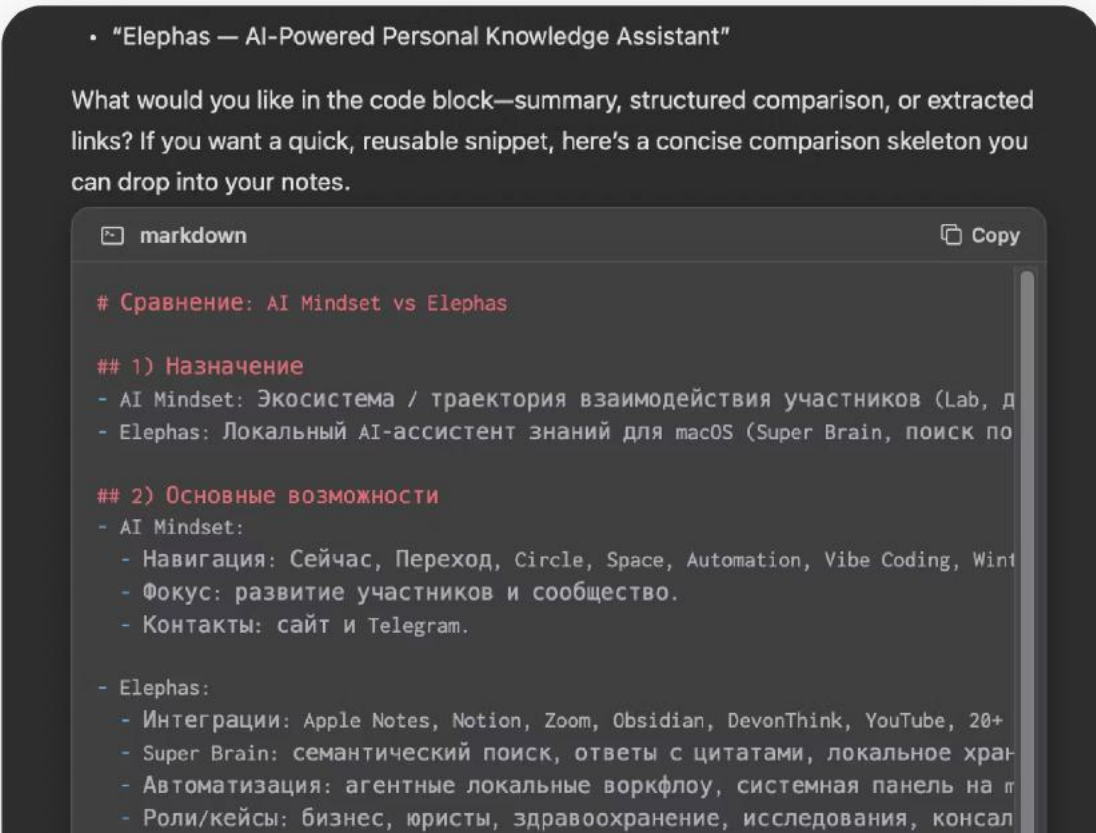 • “Elephas — AI-Powered Personal Knowledge Assistant”
What would you like in the code block—summary, structured comparison, or extracted
links? If you want a quick, reusable snippet, here’s a concise comparison skeleton you
can drop into your notes.
markdown
Copy
# Сравнение: AI Mindset vs Elephas
## 1) Назначение
- AI Mindset: Экосистема / траектория взаимодействия участников (Lab,
- Elephas: Локальный AI-ассистент знаний для macOS (Super Brain, поиск по
## 2) Основные возможности
- AI Mindset:
- Навигация: Сейчас, Переход, Circle, Space, Automation, Vibe Coding,
- Фокус: развитие участников и сообщество.
- Контакты: сайт и Telegram.
- Elephas:
- Интеграции: Apple Notes, Notion, Zoom, Obsidian, DevonThink, YouTube, 20+
- Super Brain: семантический поиск, ответы с цитатами, локальное
- Автоматизация: агентные локальные воркфлоу, системная панель на
- Роли/кейсы: бизнес, юристы, здравоохранение, исследования,